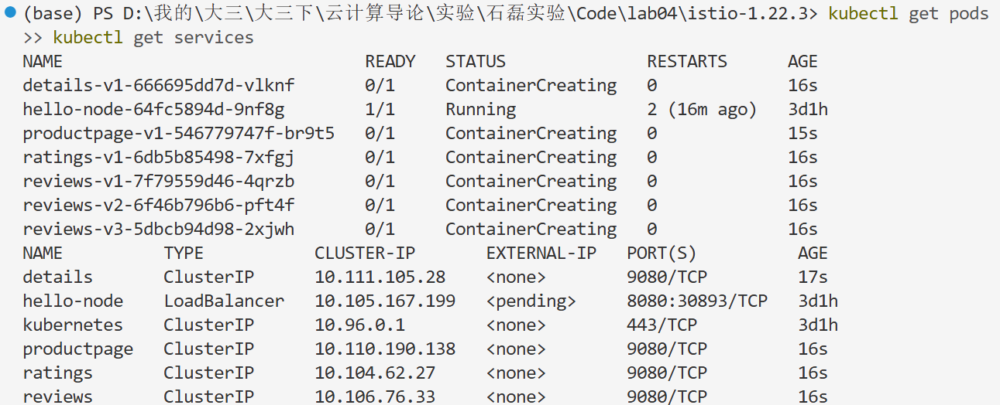 (base) PS D:\我的\大三\大三下\云计算导论\实验\石磊实验\Code\lab04\istio-1.22.3> kubectl get pods
>> kubectl get services
NAME READY STATUS RESTARTS AGE
details-v1-666695dd7d-vlknf 0/1 ContainerCreating 0 16s
hello-node-64fc5894d-9nf8g 1/1 Running 2 (16m ago) 3d1h
productpage-v1-546779747f-br9t5 0/1 ContainerCreating 0 15s
ratings-v1-6db5b85498-7xfgj 0/1 ContainerCreating 0 16s
reviews-v1-7f79559d46-4qrzb 0/1 ContainerCreating 0 16s
reviews-v2-6f46b796b6-pft4f 0/1 ContainerCreating 0 16s
reviews-v3-5dbcb94d98-2xjwh 0/1 ContainerCreating 0 16s
NAME TYPE CLUSTER-IP EXTERNAL-IP PORT(S) AGE
details ClusterIP 10.111.105.28 <none> 9080/TCP 17s
hello-node LoadBalancer 10.105.167.199 <pending> 8080:30893/TCP 3d1h
kubernetes ClusterIP 10.96.0.1 <none> 443/TCP 3d1h
productpage ClusterIP 10.110.190.138 <none> 9080/TCP 16s
ratings ClusterIP 10.104.62.27 <none> 9080/TCP 16s
reviews ClusterIP 10.106.76.33 <none> 9080/TCP 16s